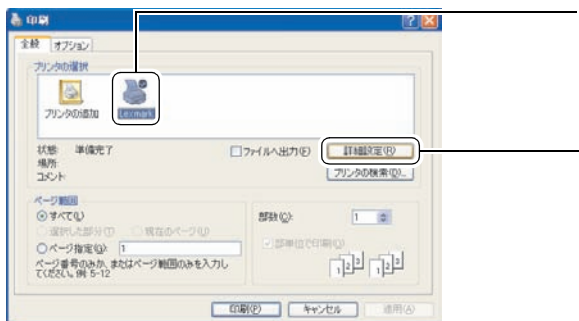 印刷
全般 オプション
プリンタの選択
プリンタの追加 Lexmark
状態: 準備完了
場所:
コメント:
ファイルへ出力(F) 詳細設定(R)
プリンタの検索(D)...
ページ範囲
すべて(L)
選択した部分(T) 現在のページ(U)
ページ指定(G): 1
ページ番号のみか、またはページ範囲のみを入力し
てください。例: 5-12
部数(C): 1
部単位で印刷(O)
1 2 3 1 2 3
印刷(P) キャンセル 適用(A)